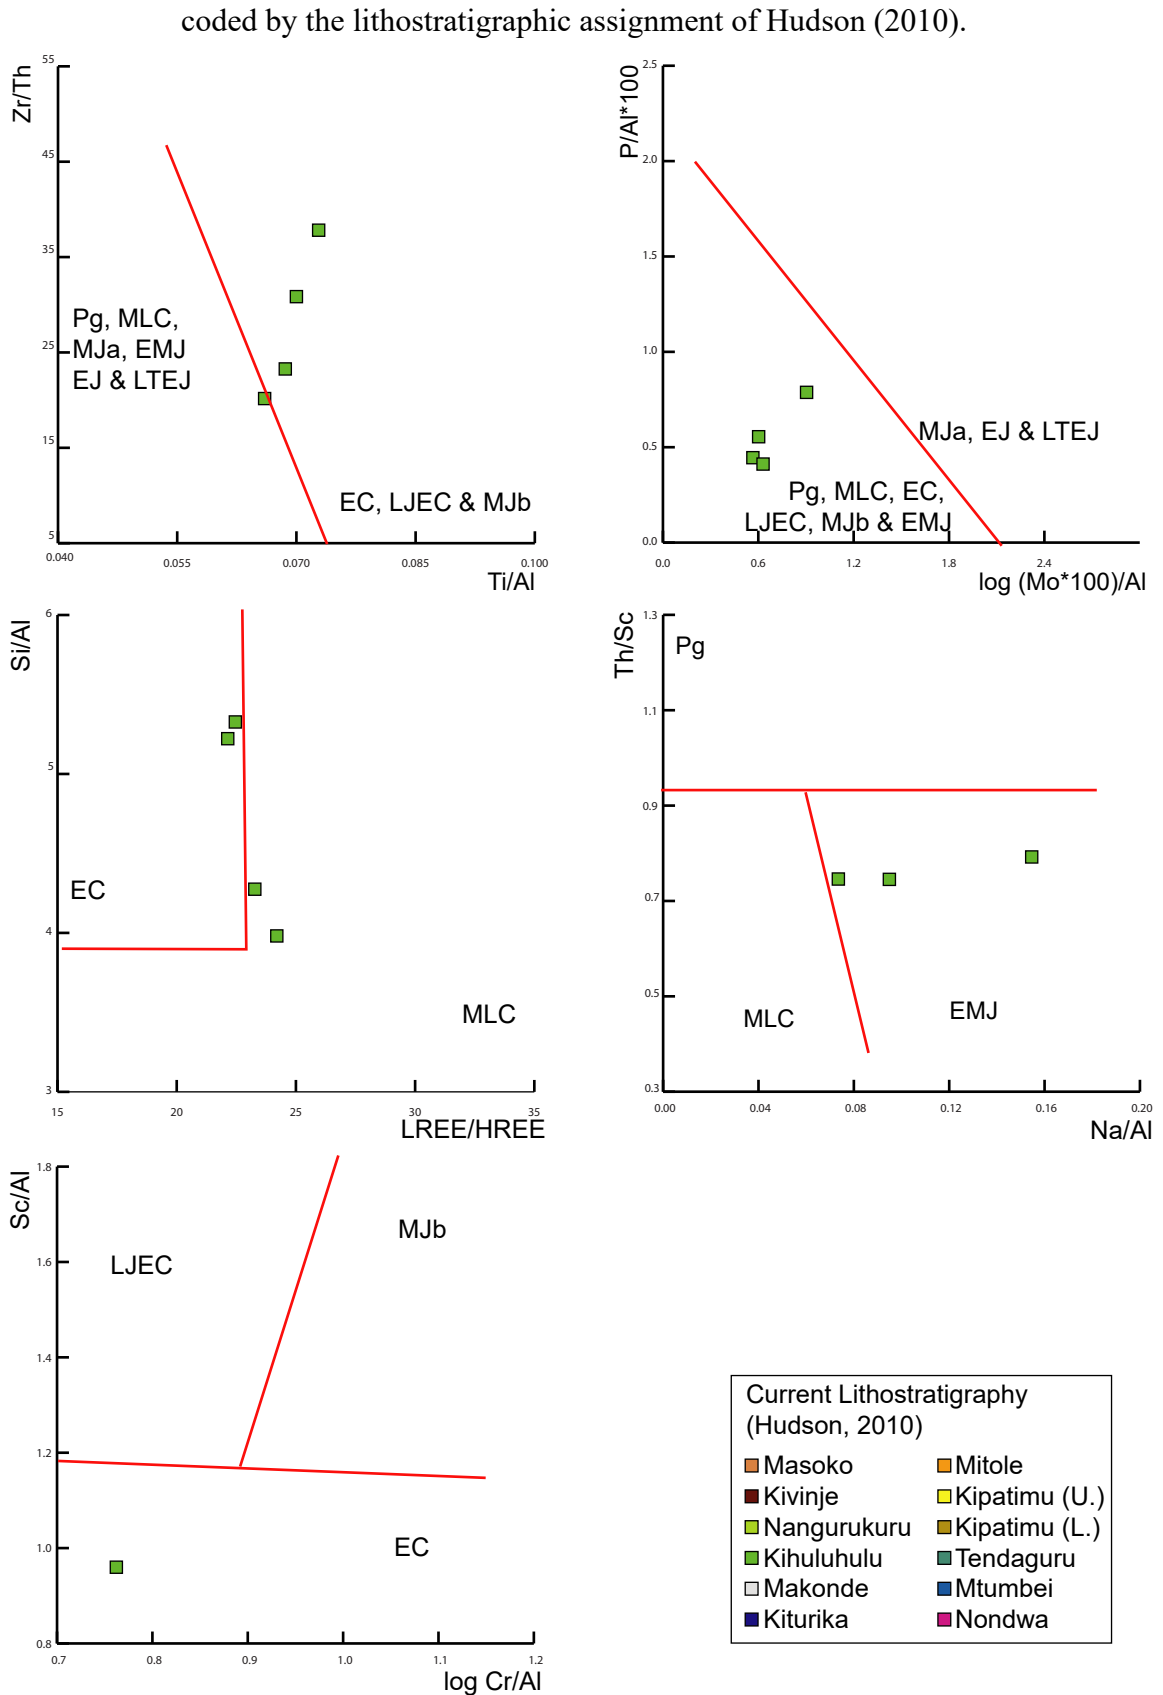 coded by the lithostratigraphic assignment of Hudson (2010).
Zr/Th
55
45
35
25
15
5
Pg, MLC,
MJa, EMJ
EJ & LTEJ
EC, LJEC & MJb
0.040
0.055
0.070
0.085
0.100
Ti/Al
P/Al*100
2.5
2.0
1.5
1.0
0.5
0.0
MJa, EJ & LTEJ
Pg, MLC, EC,
LJEC, MJb & EMJ
0.0
0.6
1.2
1.8
2.4
log (Mo*100)/Al
Si/Al
6
5
4
3
EC
MLC
15
20
25
30
35
LREE/HREE
Th/Sc
1.3
1.1
0.9
0.7
0.5
0.3
Pg
MLC
EMJ
0.00
0.04
0.08
0.12
0.16
0.20
Na/Al
Sc/Al
1.8
1.6
1.4
1.2
1.0
0.8
LJEC
MJb
EC
0.7
0.8
0.9
1.0
1.1
1.2
log Cr/Al
Current Lithostratigraphy
(Hudson, 2010)
Masoko
Kivinje
Nangurukuru
Kihuluhulu
Makonde
Kiturika
Mitole
Kipatimu (U.)
Kipatimu (L.)
Tendaguru
Mtumbei
Nondwa